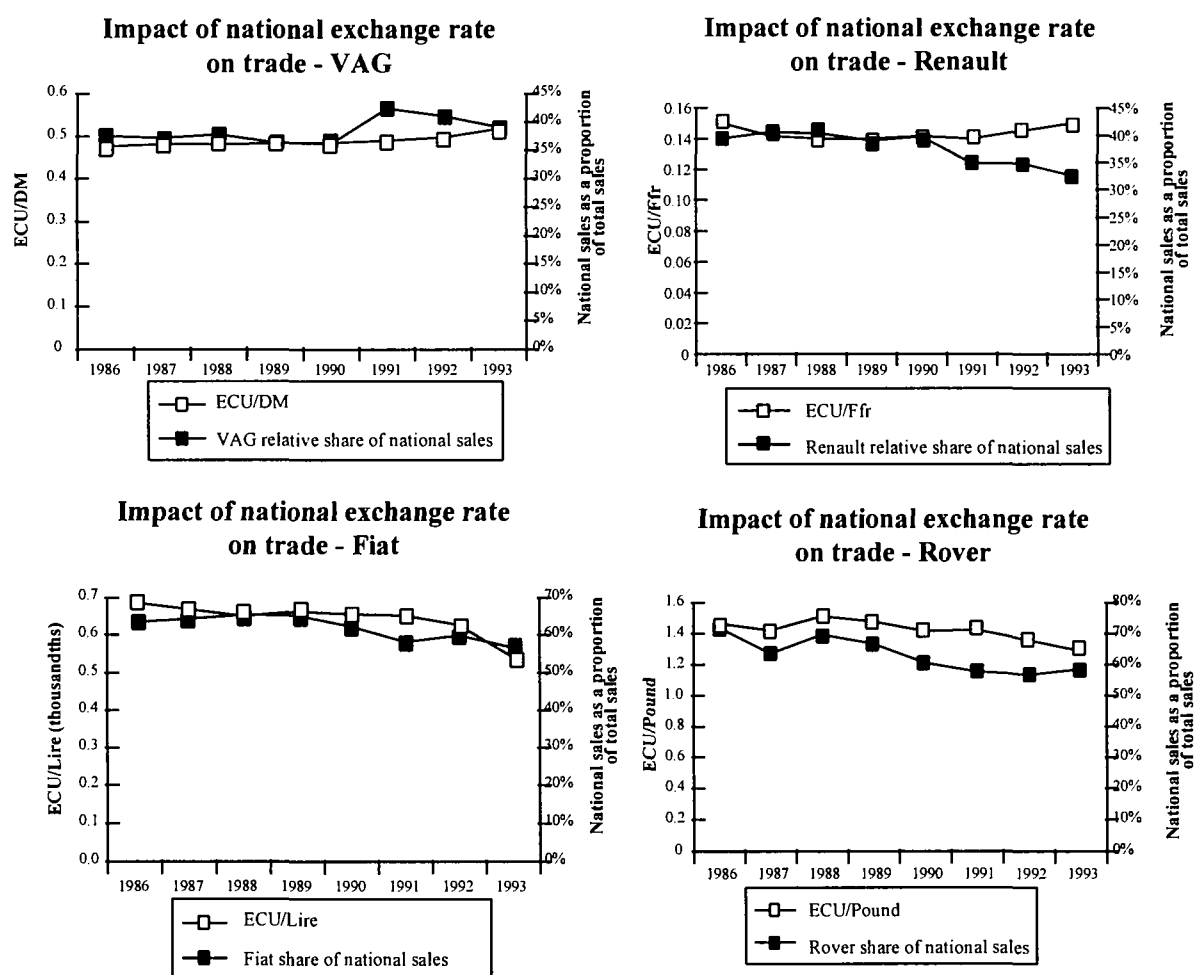 Impact of national exchange rate
on trade - VAG
0.6
0.5
0.4
0.3
0.2
0.1
0
ECU/DM
45%
40%
35%
30%
25%
20%
15%
10%
5%
0%
National sales as a proportion
of total sales
1986 1987 1988 1989 1990 1991 1992 1993
ECU/DM
VAG relative share of national sales
Impact of national exchange rate
on trade - Renault
0.16
0.14
0.12
0.10
0.08
0.06
0.04
0.02
0
ECU/Ffr
45%
40%
35%
30%
25%
20%
15%
10%
5%
0%
National sales as a proportion
of total sales
1986 1987 1988 1989 1990 1991 1992 1993
ECU/Ffr
Renault relative share of national sales
Impact of national exchange rate
on trade - Fiat
0.7
0.6
0.5
0.4
0.3
0.2
0.1
0.0
ECU/Lire (thousandths)
70%
60%
50%
40%
30%
20%
10%
0%
National sales as a proportion
of total sales
1986 1987 1988 1989 1990 1991 1992 1993
ECU/Lire
Fiat share of national sales
Impact of national exchange rate
on trade - Rover
1.6
1.4
1.2
1.0
0.8
0.6
0.4
0.2
0
ECU/Pound
80%
70%
60%
50%
40%
30%
20%
10%
0%
National sales as a proportion
of total sales
1986 1987 1988 1989 1990 1991 1992 1993
ECU/Pound
Rover share of national sales